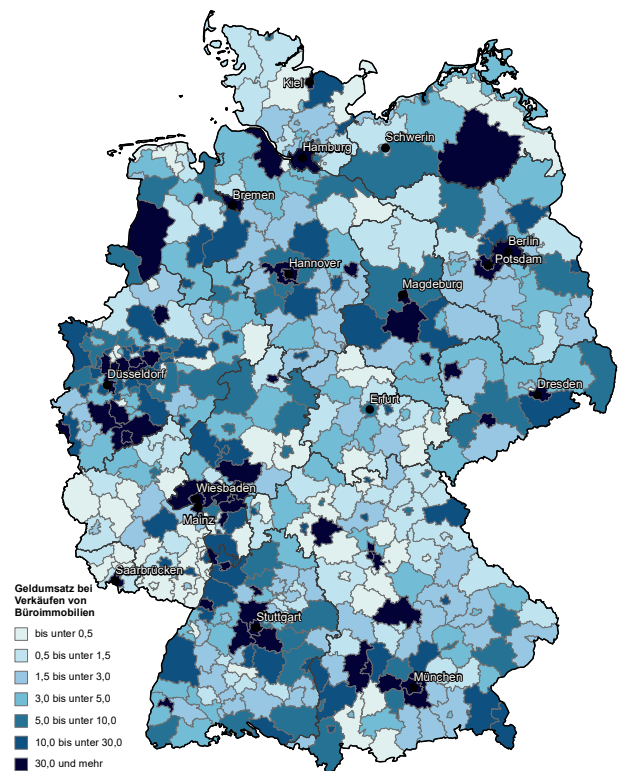 Kiel
Schwerin
Hamburg
Bremen
Berlin
Potsdam
Hannover
Magdeburg
Düsseldorf
Dresden
Erfurt
Wiesbaden
Mainz
Saarbrücken
Stuttgart
München
Geldumsatz bei
Verkäufen von
Büroimmobilien
bis unter 0,5
0,5 bis unter 1,5
1,5 bis unter 3,0
3,0 bis unter 5,0
5,0 bis unter 10,0
10,0 bis unter 30,0
30,0 und mehr